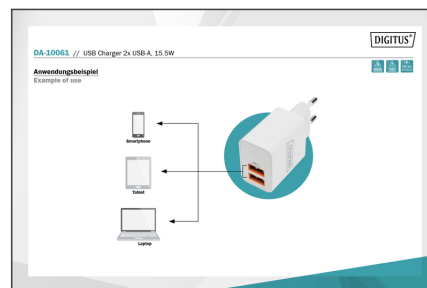 DIGITUS®
DA-10061 // USB Charger 2x USB-A, 15.5W
Anwendungsbeispiel
Example of use
Smartphone
Tablet
Laptop